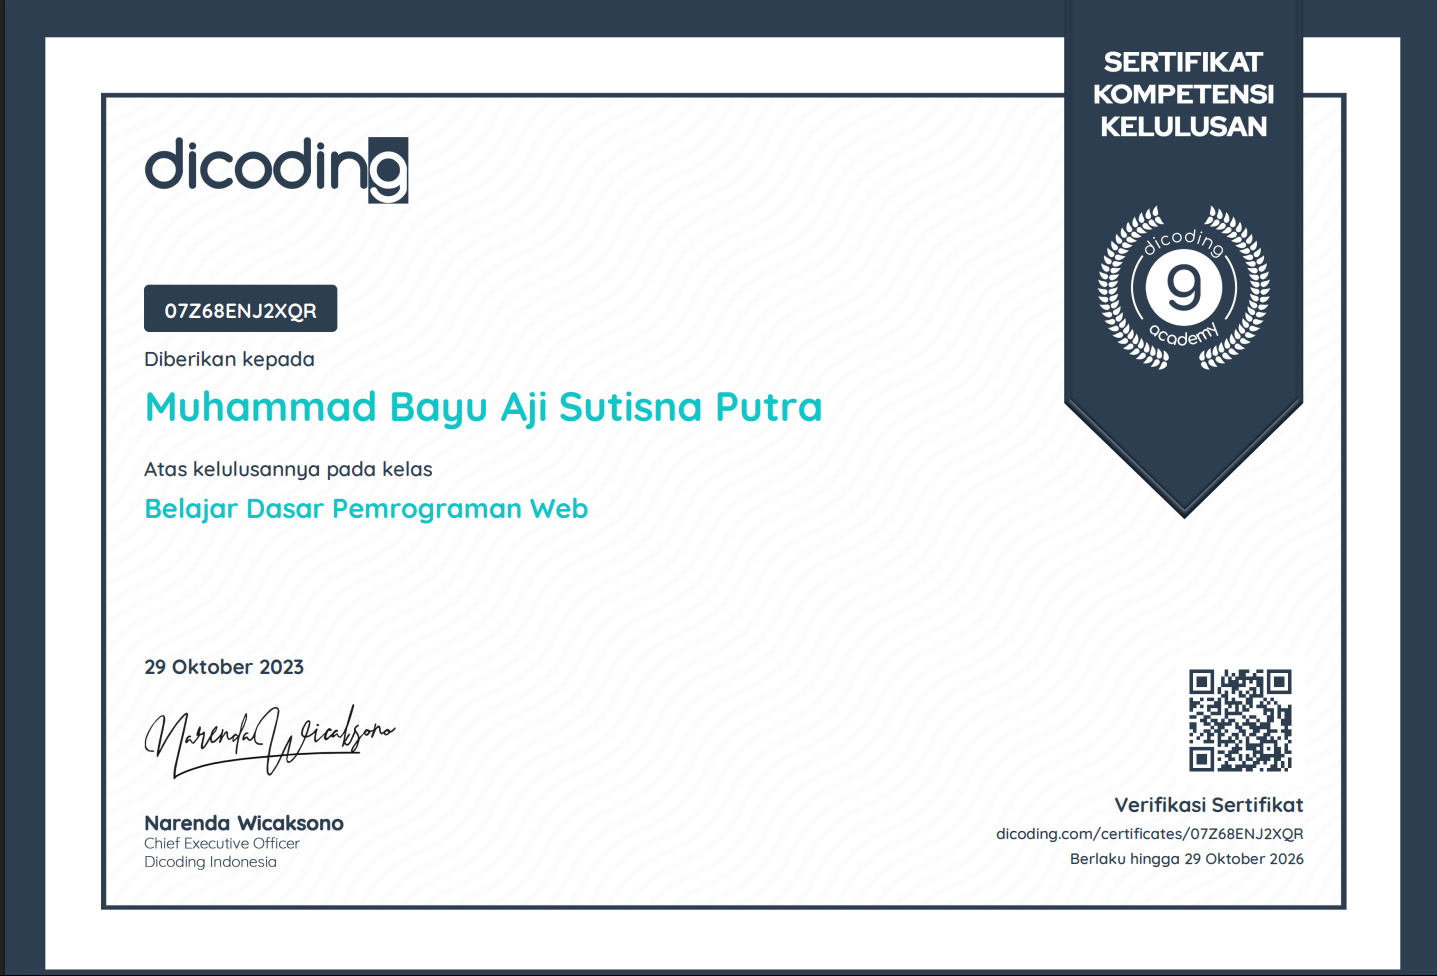 dicoding
SERTIFIKAT
KOMPETENSI
KELULUSAN
dicoding
g
academy
07Z68ENJ2XQR
Diberikan kepada
Muhammad Bayu Aji Sutisna Putra
Atas kelulusannya pada kelas
Belajar Dasar Pemrograman Web
29 Oktober 2023
Narenda Wicaksono
Narenda Wicaksono
Chief Executive Officer
Dicoding Indonesia
Verifikasi Sertifikat
dicoding.com/certificates/07Z68ENJ2XQR
Berlaku hingga 29 Oktober 2026